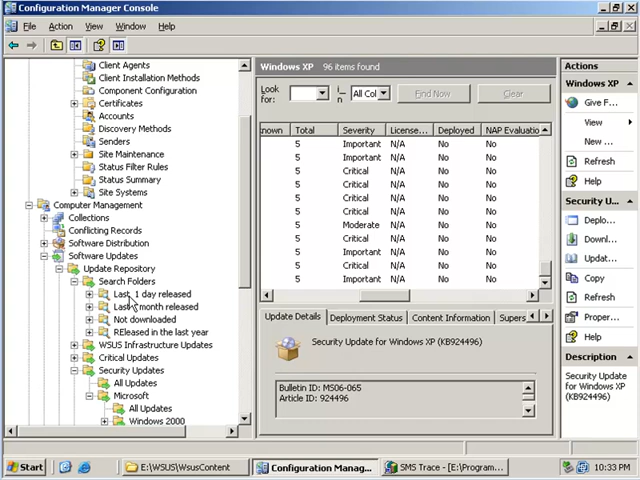 Configuration Manager Console
File Action View Window Help
Client Agents
Client Installation Methods
Component Configuration
Certificates
Accounts
Discovery Methods
Senders
Site Maintenance
Status Filter Rules
Status Summary
Site Systems
Computer Management
Collections
Conflicting Records
Software Distribution
Software Updates
Update Repository
Search Folders
Last 1 day released
Last month released
Not downloaded
REleased in the last year
WSUS Infrastructure Updates
Critical Updates
Security Updates
All Updates
Microsoft
All Updates
Windows 2000
Windows XP 96 items found
Look for: i... n All Col Find Now Clear
nown Total Severity License... Deployed NAP Evaluatio
5 Important N/A No No
5 Important N/A No No
5 Critical N/A No No
5 Important N/A No No
5 Critical N/A No No
5 Critical N/A No No
5 Moderate N/A No No
5 Critical N/A No No
5 Important N/A No No
5 Critical N/A No No
5 Important N/A No No
Update Details Deployment Status Content Information Supers
Security Update for Windows XP (KB924496)
Bulletin ID: MS06-065
Article ID: 924496
Actions
Windows XP
Give F...
View
New ...
Refresh
Help
Security U...
Deplo...
Downl...
Updat...
Copy
Refresh
Proper...
Help
Description
Security
Update for
Windows XP
(KB924496)
Start E:\WSUS\WsusContent Configuration Manag... SMS Trace - [E:\Program... 10:33 PM